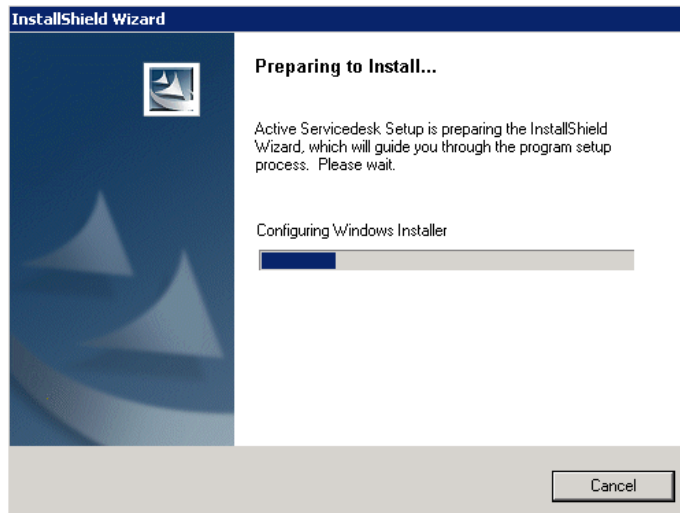 InstallShield Wizard
Preparing to Install...
Active Servicedesk Setup is preparing the InstallShield
Wizard, which will guide you through the program setup
process. Please wait.
Configuring Windows Installer
Cancel